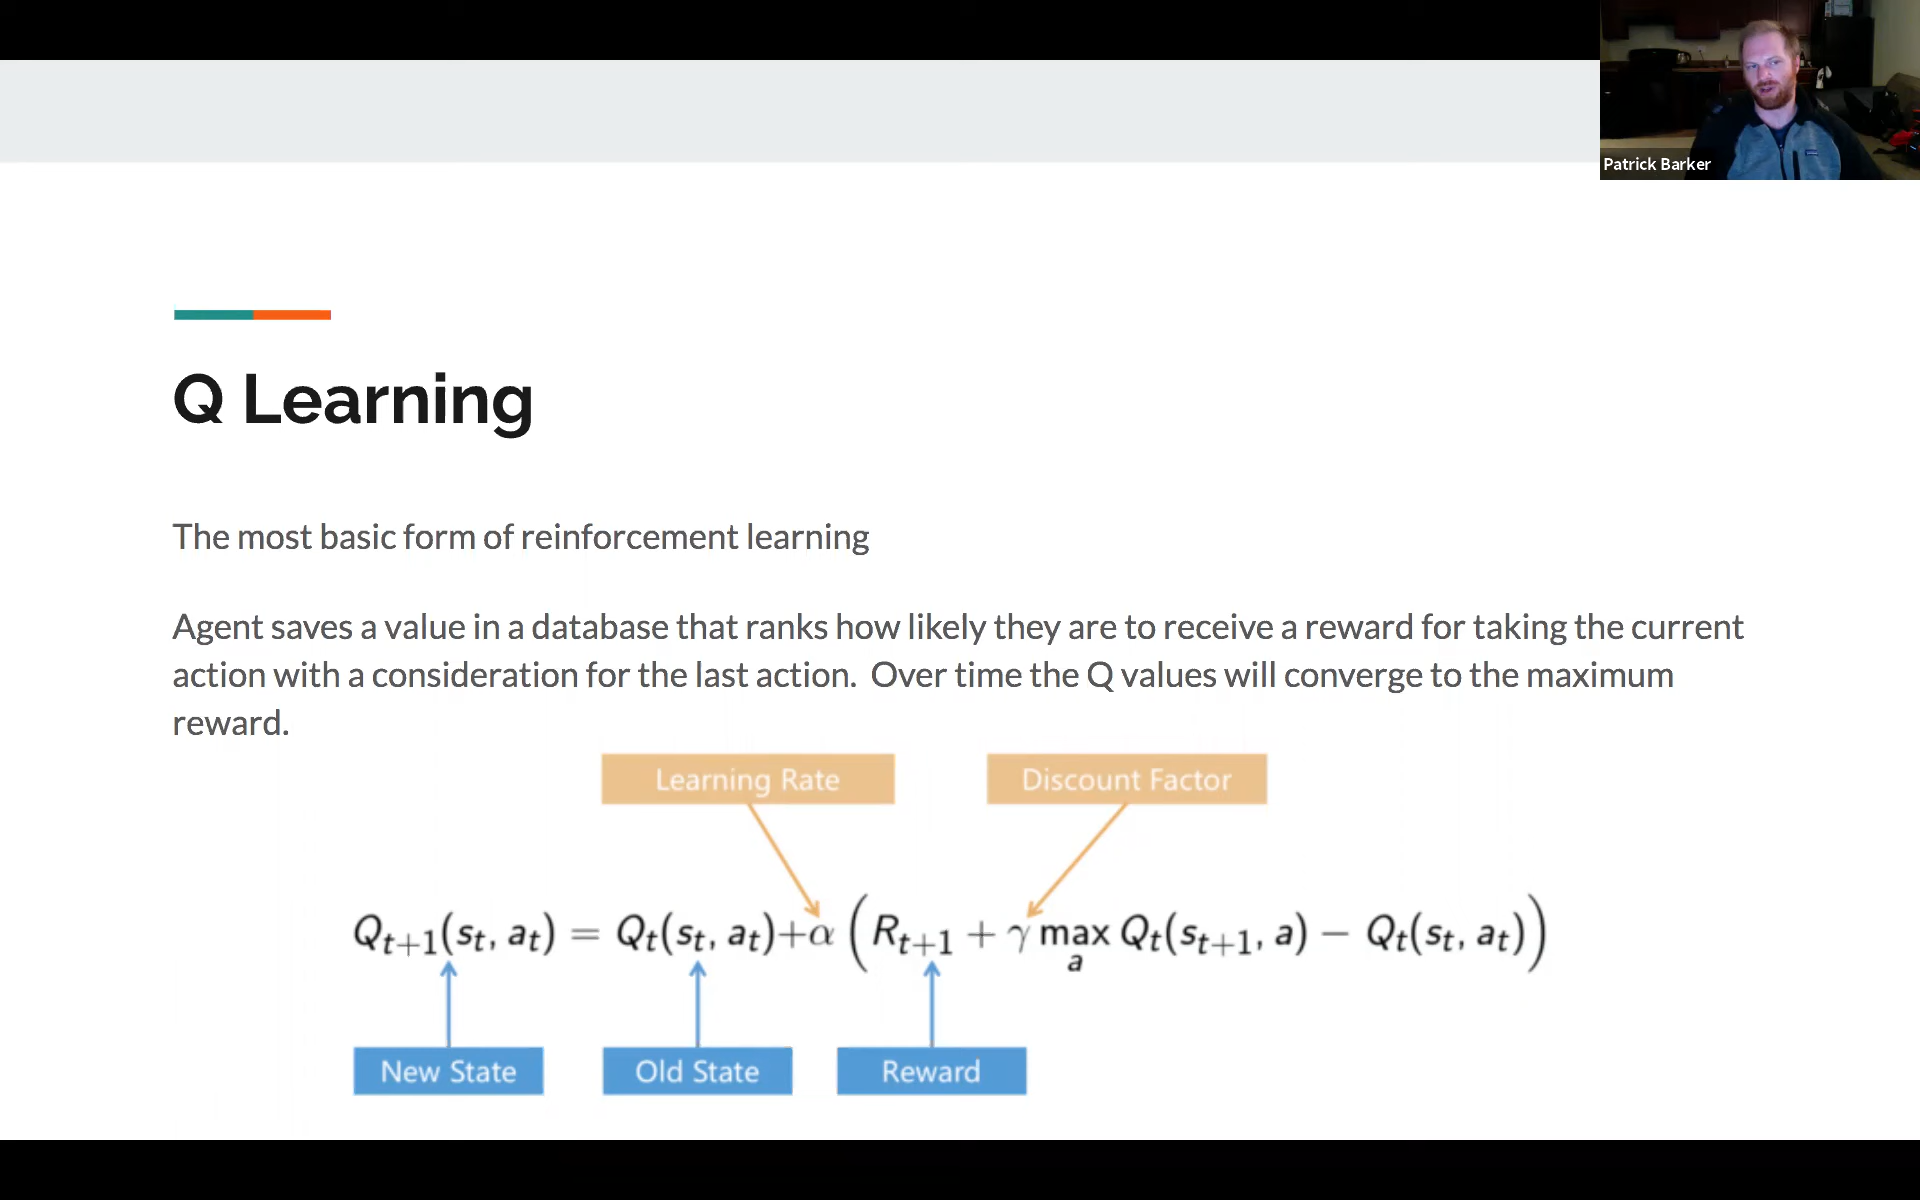 Patrick Barker
Q Learning
The most basic form of reinforcement learning
Agent saves a value in a database that ranks how likely they are to receive a reward for taking the current
action with a consideration for the last action.  Over time the Q values will converge to the maximum
reward.
Learning Rate
Discount Factor
Qₜ₊₁(sₜ, aₜ) = Qₜ(sₜ, aₜ)+α (Rₜ₊₁ + γ max Qₜ(sₜ₊₁, a) − Qₜ(sₜ, aₜ))
a
New State
Old State
Reward